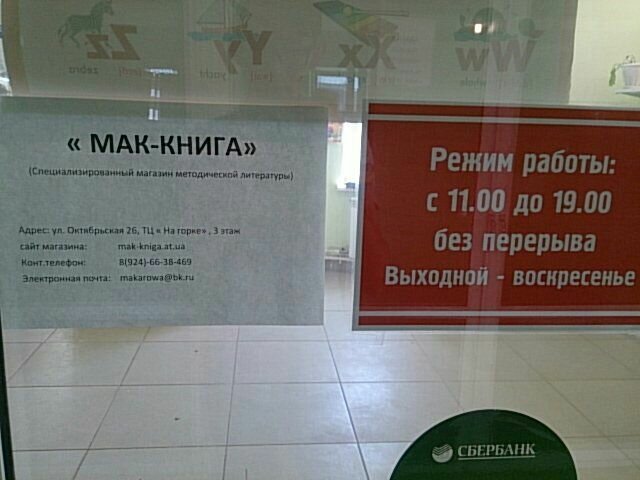 Zz
zebra
Yy
yacht
Xx
Ww
whale
« МАК-КНИГА»
(Специализированный магазин методической литературы)
Адрес: ул. Октябрьская 26, ТЦ « На горке» , 3 этаж
сайт магазина: mak-kniga.at.ua
Конт.телефон: 8(924)-66-38-469
Электронная почта: makarowa@bk.ru
Режим работы:
с 11.00 до 19.00
без перерыва
Выходной - воскресенье
СБЕРБАНК